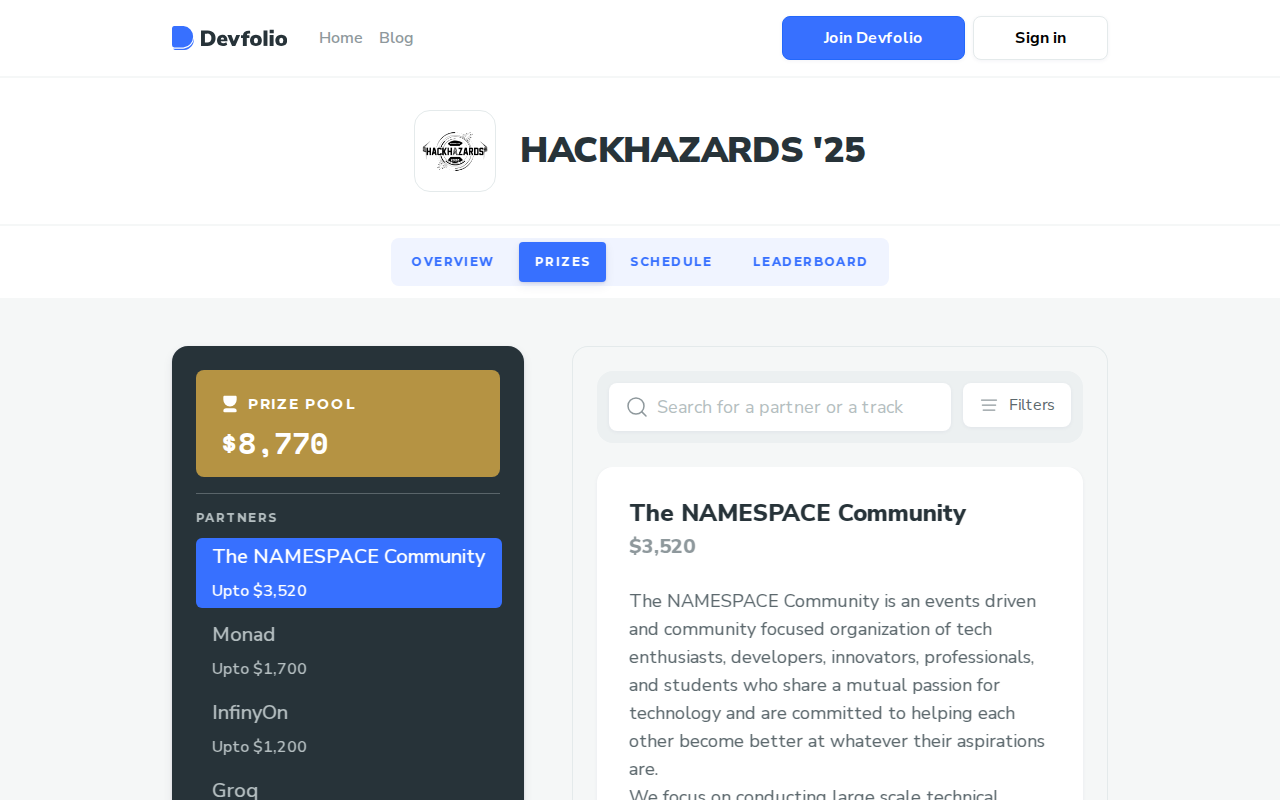 Devfolio
Home
Blog
Join Devfolio
Sign in
HACKHAZARDS
HACKHAZARDS '25
OVERVIEW
PRIZES
SCHEDULE
LEADERBOARD
PRIZE POOL
$8,770
PARTNERS
The NAMESPACE Community
Upto $3,520
Monad
Upto $1,700
InfinyOn
Upto $1,200
Groq
Search for a partner or a track
Filters
The NAMESPACE Community
$3,520
The NAMESPACE Community is an events driven
and community focused organization of tech
enthusiasts, developers, innovators, professionals,
and students who share a mutual passion for
technology and are committed to helping each
other become better at whatever their aspirations
are.
We focus on conducting large scale technical